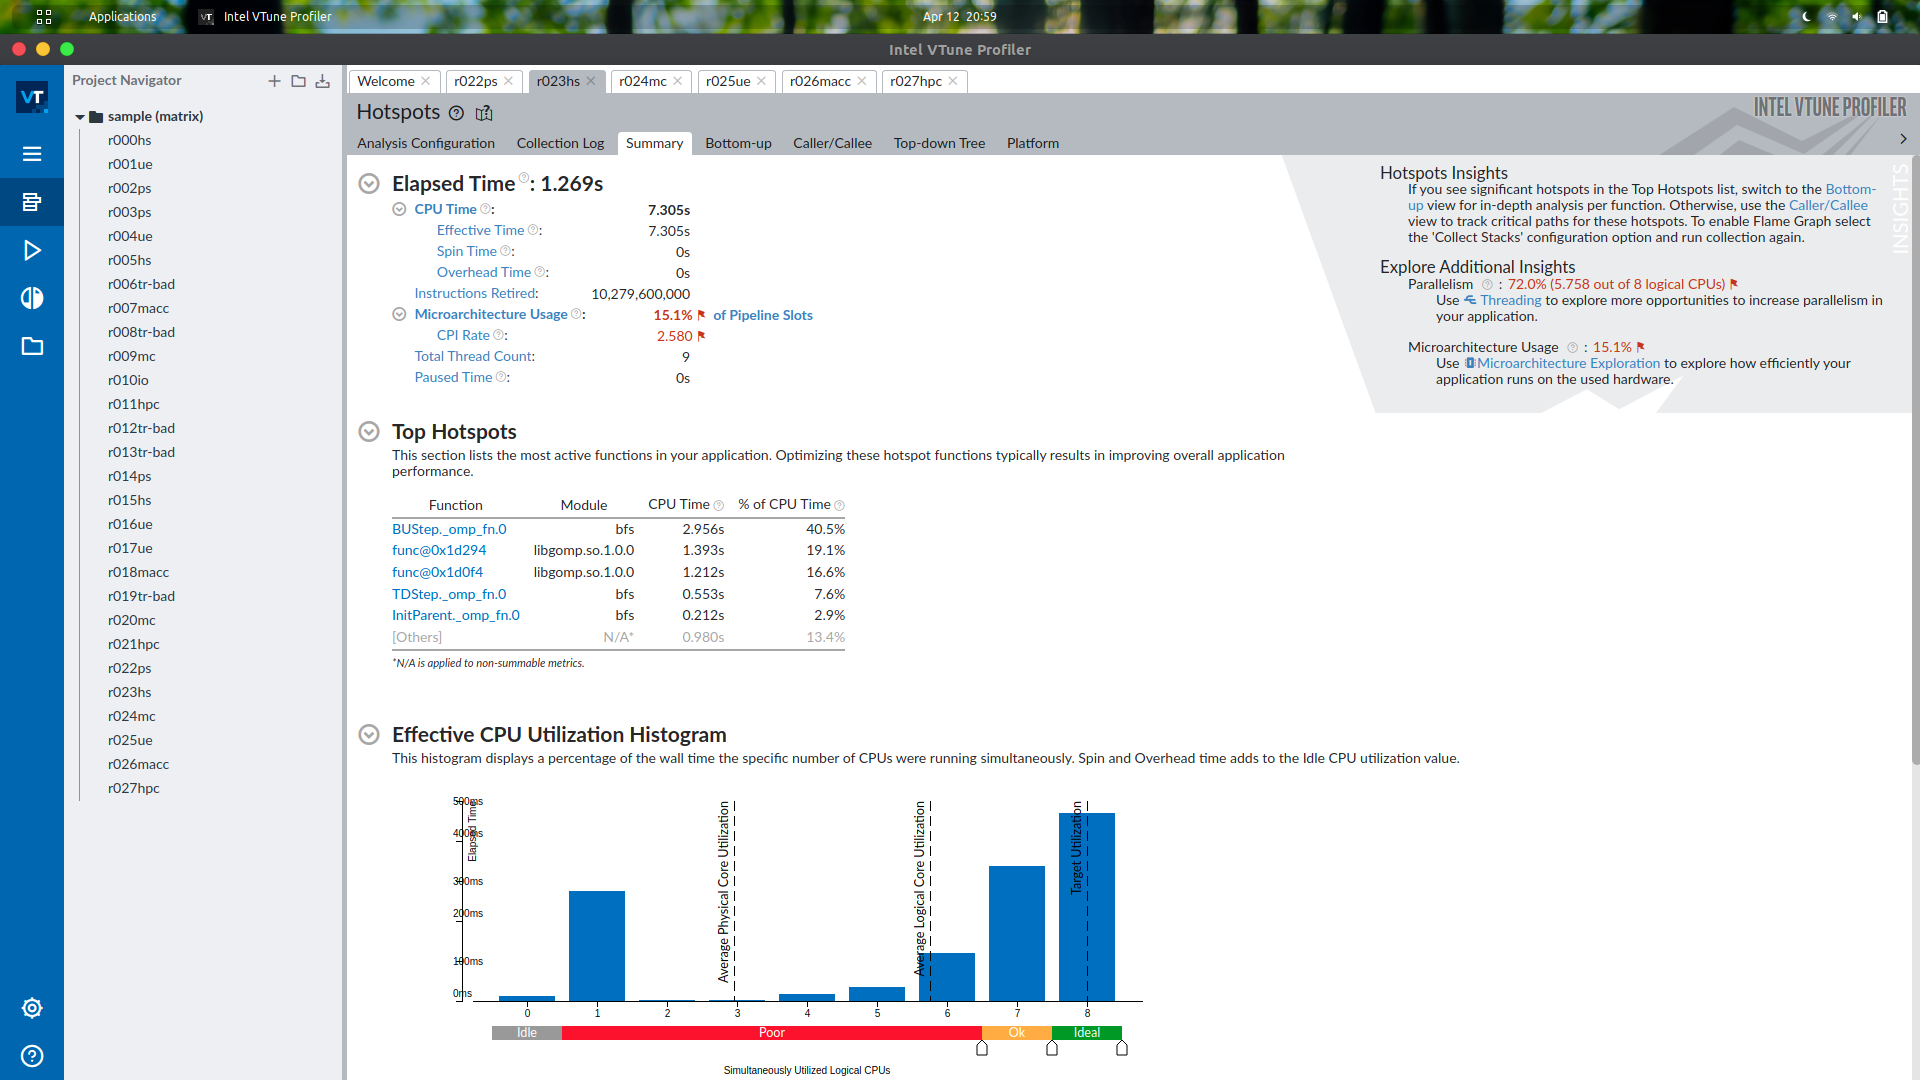 Applications
Intel VTune Profiler
Apr 12  20:59
Intel VTune Profiler
VT
Project Navigator
sample (matrix)
r000hs
r001ue
r002ps
r003ps
r004ue
r005hs
r006tr-bad
r007macc
r008tr-bad
r009mc
r010io
r011hpc
r012tr-bad
r013tr-bad
r014ps
r015hs
r016ue
r017ue
r018macc
r019tr-bad
r020mc
r021hpc
r022ps
r023hs
r024mc
r025ue
r026macc
r027hpc
Welcome r022ps r023hs r024mc r025ue r026macc r027hpc
Hotspots
INTEL VTUNE PROFILER
Analysis Configuration Collection Log Summary Bottom-up Caller/Callee Top-down Tree Platform
Elapsed Time: 1.269s
CPU Time: 7.305s
Effective Time: 7.305s
Spin Time: 0s
Overhead Time: 0s
Instructions Retired: 10,279,600,000
Microarchitecture Usage: 15.1% of Pipeline Slots
CPI Rate: 2.580
Total Thread Count: 9
Paused Time: 0s
Hotspots Insights
If you see significant hotspots in the Top Hotspots list, switch to the Bottom-
up view for in-depth analysis per function. Otherwise, use the Caller/Callee
view to track critical paths for these hotspots. To enable Flame Graph select
the 'Collect Stacks' configuration option and run collection again.
Explore Additional Insights
Parallelism : 72.0% (5.758 out of 8 logical CPUs)
Use Threading to explore more opportunities to increase parallelism in
your application.
Microarchitecture Usage : 15.1%
Use Microarchitecture Exploration to explore how efficiently your
application runs on the used hardware.
INSIGHTS
Top Hotspots
This section lists the most active functions in your application. Optimizing these hotspot functions typically results in improving overall application
performance.
Function Module CPU Time % of CPU Time
BUStep._omp_fn.0 bfs 2.956s 40.5%
func@0x1d294 libgomp.so.1.0.0 1.393s 19.1%
func@0x1d0f4 libgomp.so.1.0.0 1.212s 16.6%
TDStep._omp_fn.0 bfs 0.553s 7.6%
InitParent._omp_fn.0 bfs 0.212s 2.9%
[Others] N/A* 0.980s 13.4%
*N/A is applied to non-summable metrics.
Effective CPU Utilization Histogram
This histogram displays a percentage of the wall time the specific number of CPUs were running simultaneously. Spin and Overhead time adds to the Idle CPU utilization value.
500ms
400ms
300ms
200ms
100ms
0ms
Elapsed Time
Average Physical Core Utilization
Average Logical Core Utilization
Target Utilization
0 1 2 3 4 5 6 7 8
Idle Poor Ok Ideal
Simultaneously Utilized Logical CPUs